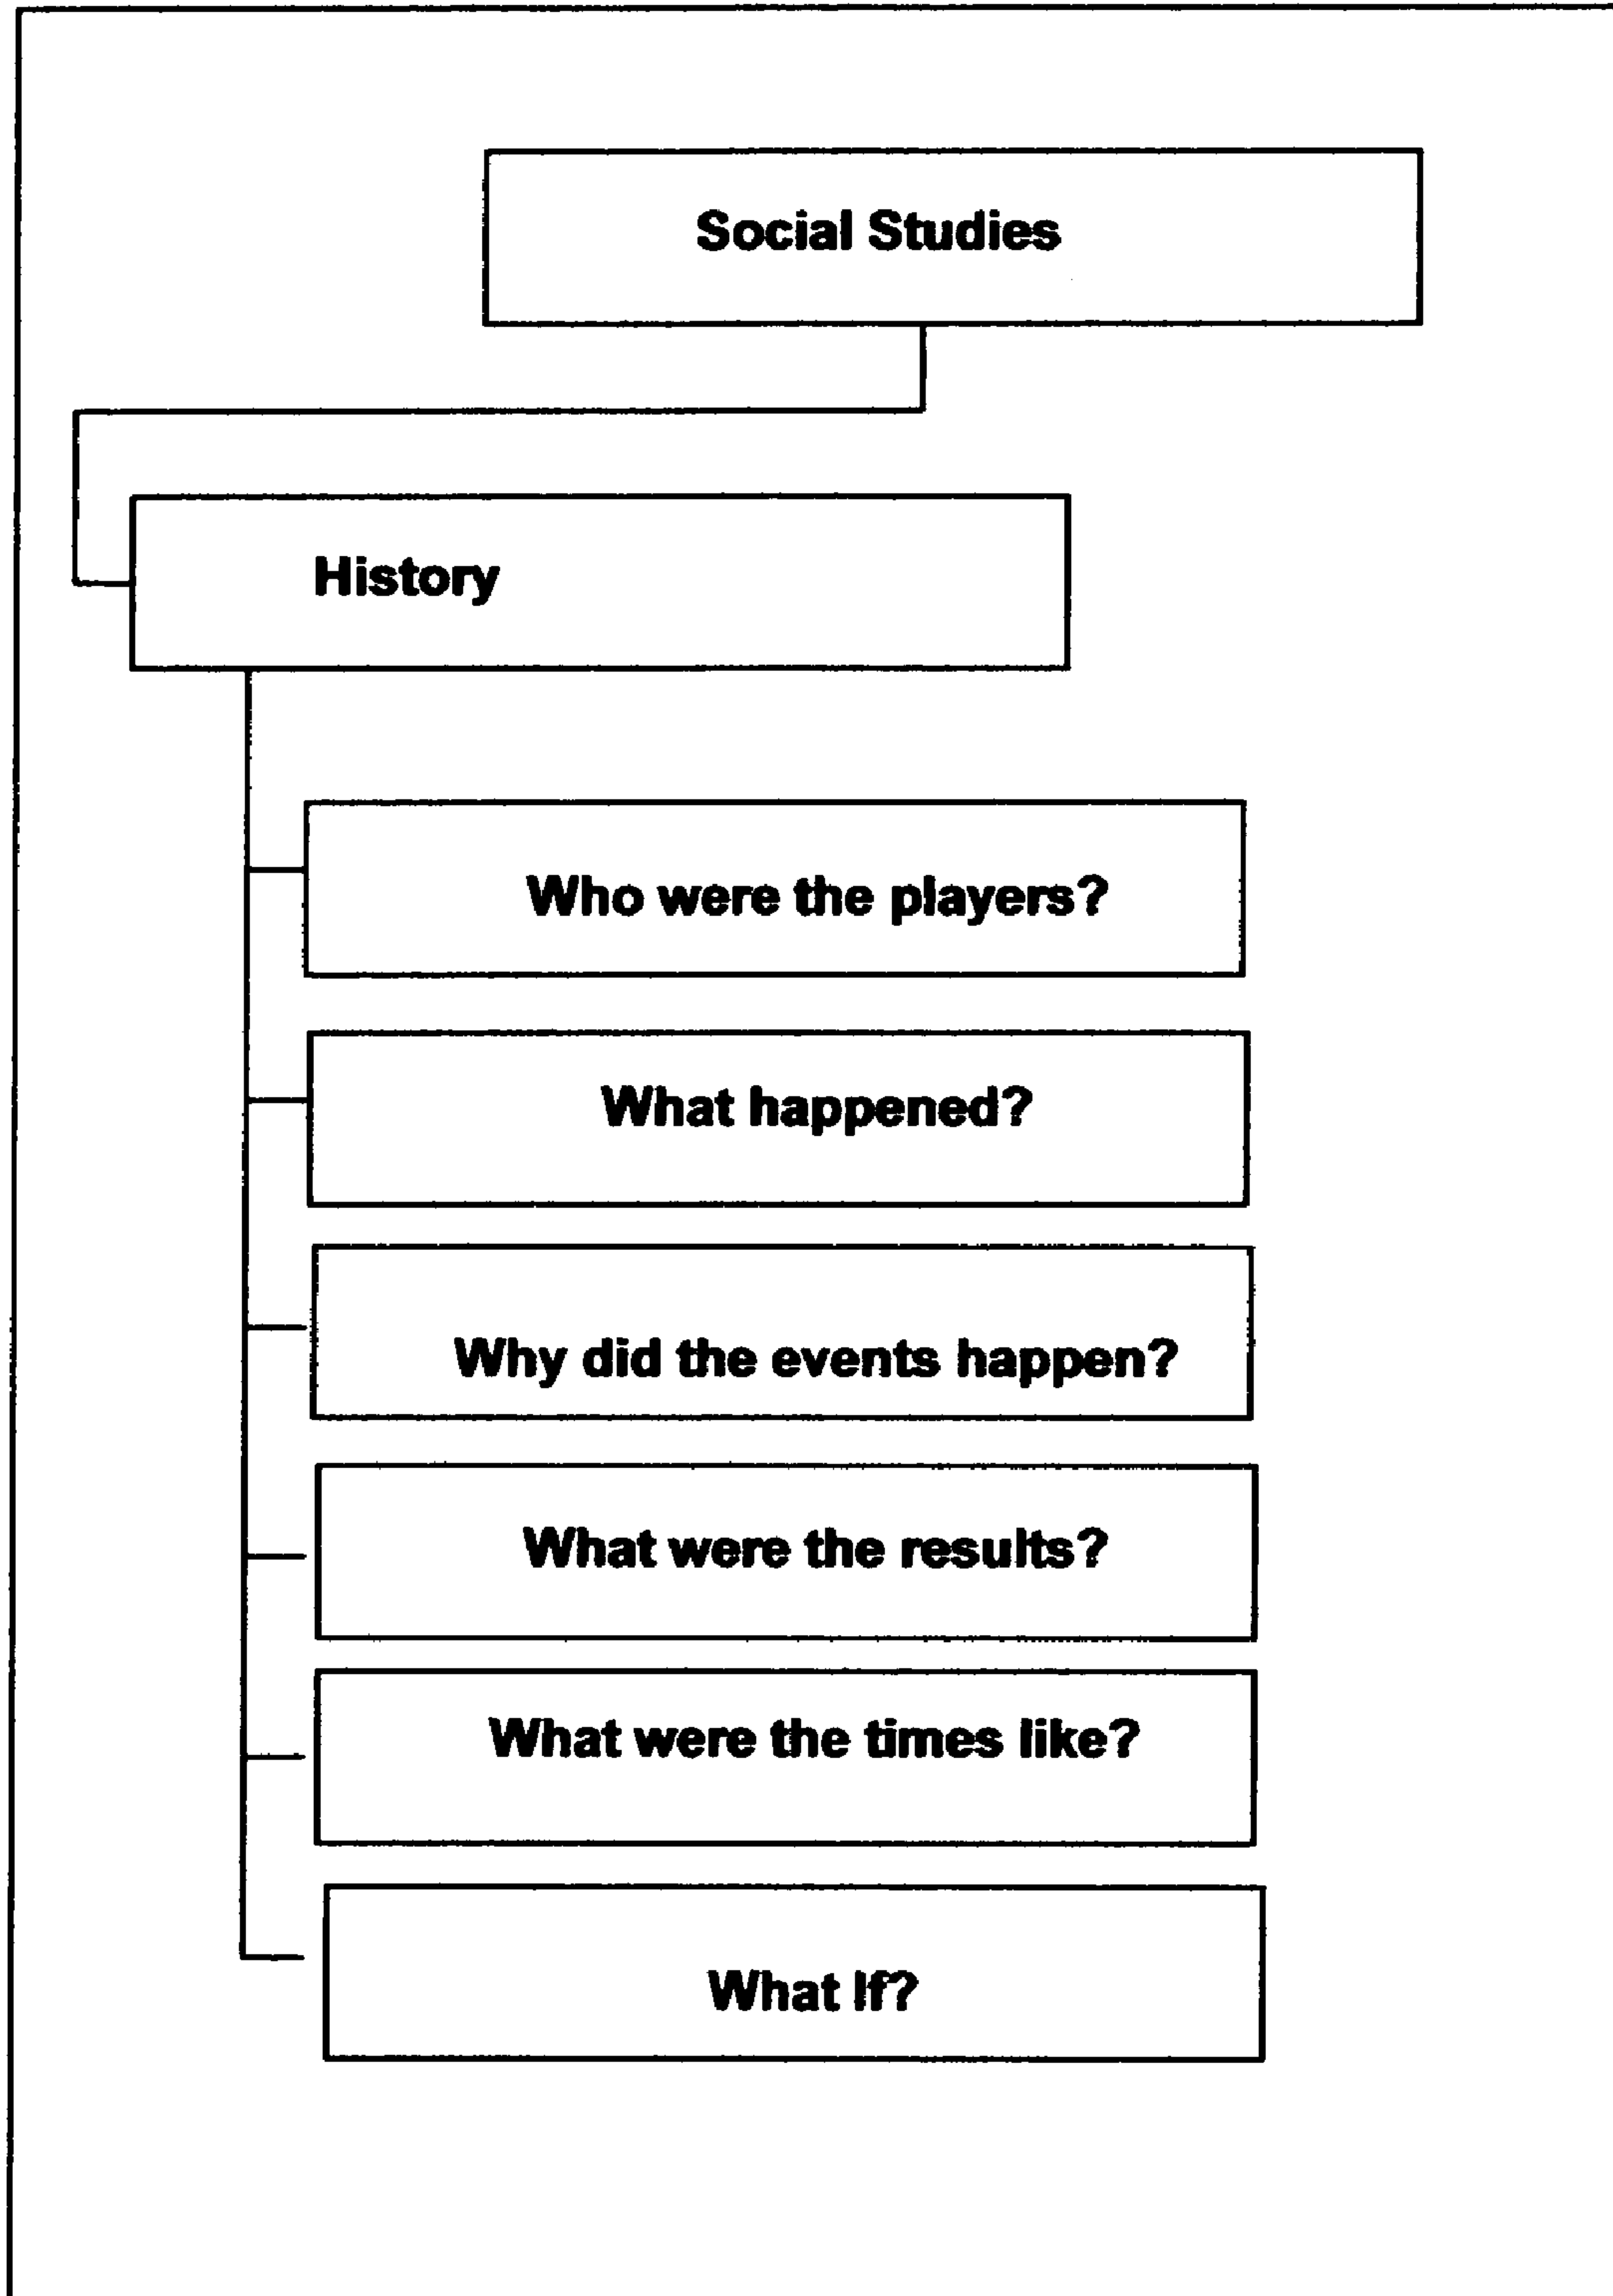 Social Studies
History
Who were the players?
What happened?
Why did the events happen?
What were the results?
What were the times like?
What If?